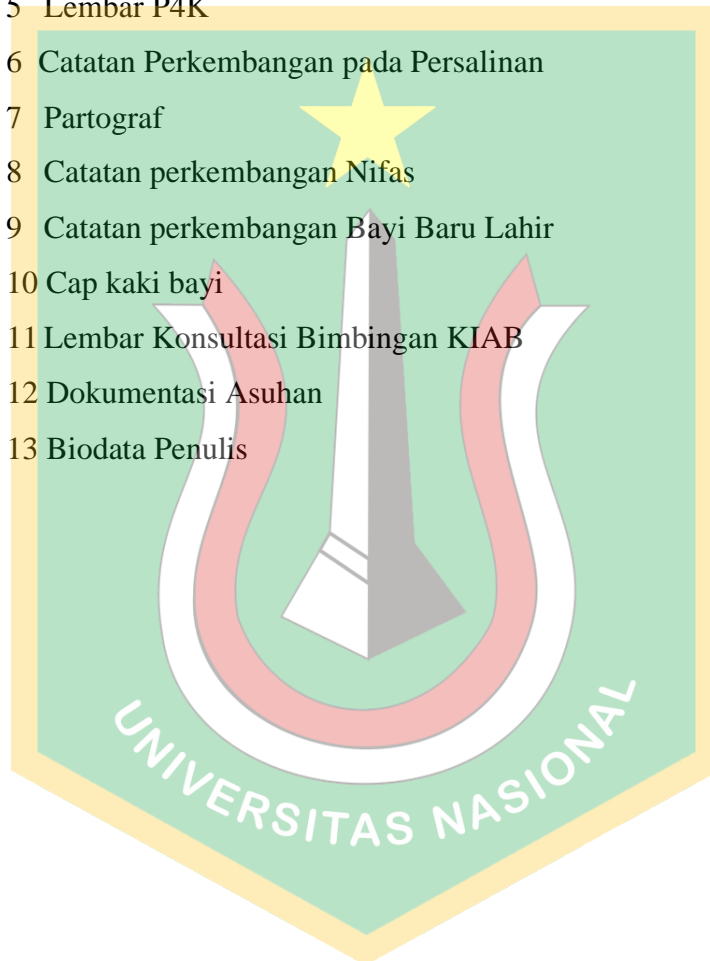 5 Lembar P4K
6 Catatan Perkembangan pada Persalinan
7 Partograf
8 Catatan perkembangan Nifas
9 Catatan perkembangan Bayi Baru Lahir
10 Cap kaki bayi
11 Lembar Konsultasi Bimbingan KIAB
12 Dokumentasi Asuhan
13 Biodata Penulis
UNIVERSITAS NASIONAL